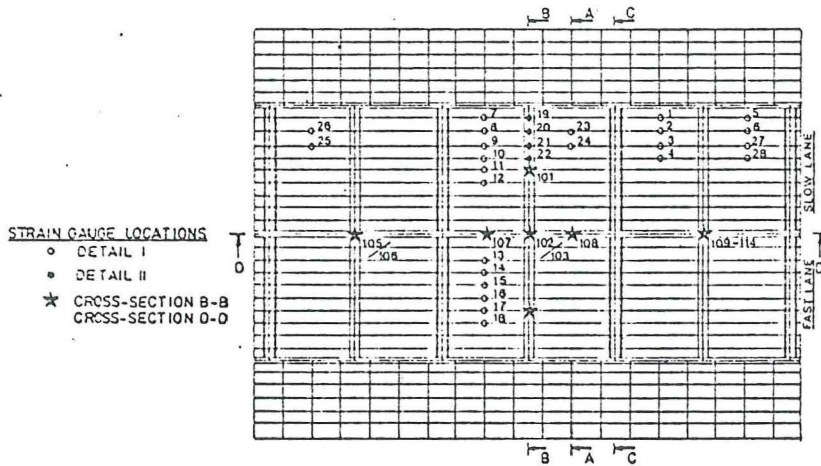 B A C
7 19 1 5
26 8 20 23 2 6
25 9 21 24 3 27
10 22 4 28
11 101
12
SLOW LANE
STRAIN GAUGE LOCATIONS
DETAIL I
DETAIL II
CROSS-SECTION B-B
CROSS-SECTION D-D
D 105/106 107 102/103 108 109-114 D
13
14
15
16
17
18
FAST LANE
B A C